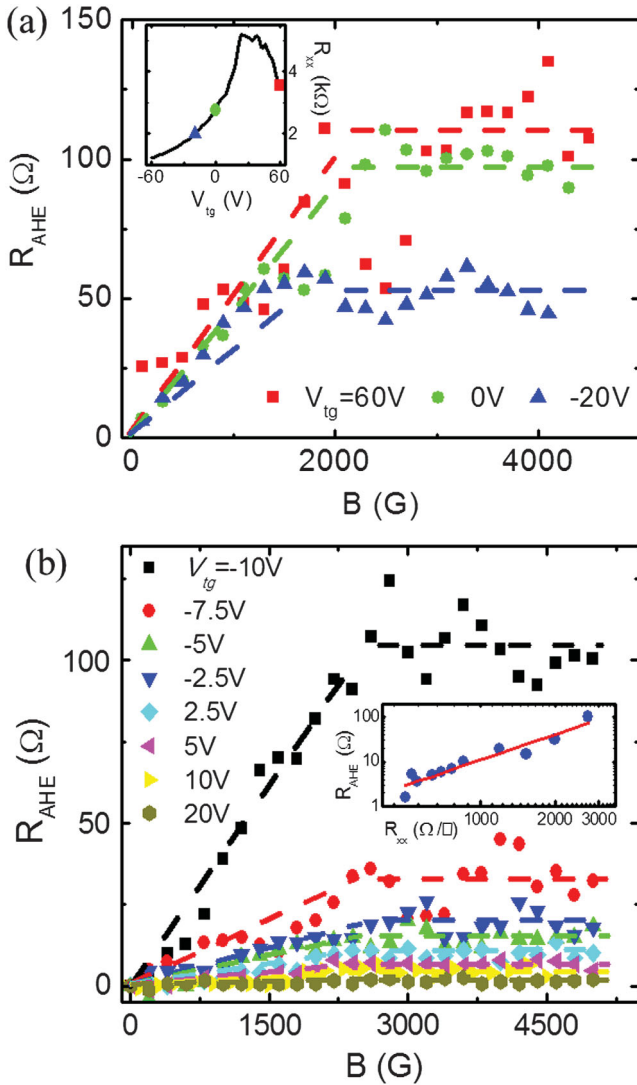 (a)
150
100
50
0
R_AHE (Ω)
4
2
R_xx (kΩ)
-60 0 60
V_tg (V)
V_tg=60V 0V -20V
0 2000 4000
B (G)
(b)
100
50
0
R_AHE (Ω)
V_tg=-10V
-7.5V
-5V
-2.5V
2.5V
5V
10V
20V
100
10
1
R_AHE (Ω)
1000 2000 3000
R_xx (Ω/□)
0 1500 3000 4500
B (G)